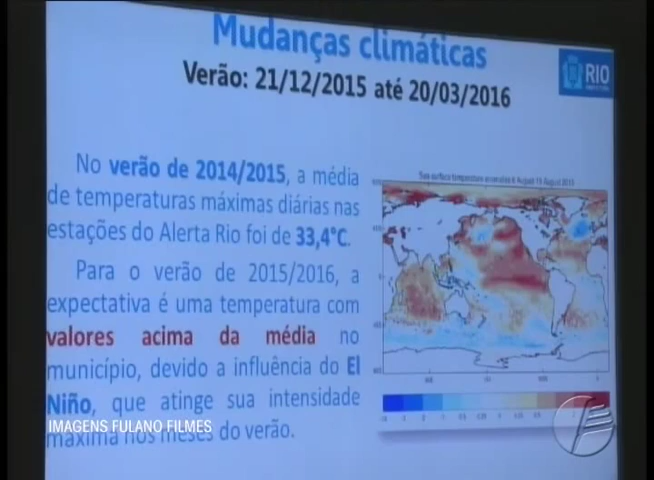 Mudanças climáticas
Verão: 21/12/2015 até 20/03/2016
RIO
No verão de 2014/2015, a média
de temperaturas máximas diárias nas
estações do Alerta Rio foi de 33,4°C.
Para o verão de 2015/2016, a
expectativa é uma temperatura com
valores acima da média no
município, devido a influência do El
Niño, que atinge sua intensidade
máxima nos meses do verão.
IMAGENS FULANO FILMES